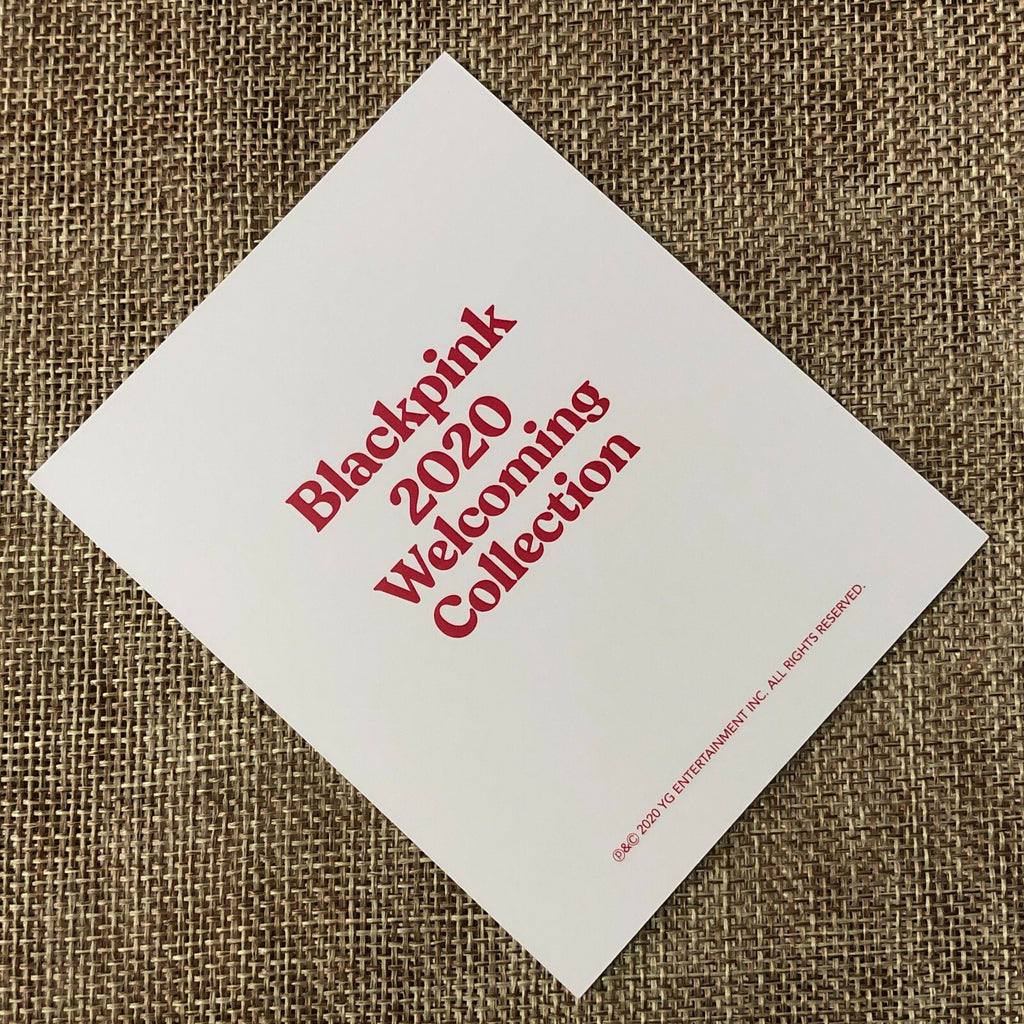 Blackpink
2020
Welcoming
Collection
℗&© 2020 YG ENTERTAINMENT INC. ALL RIGHTS RESERVED.